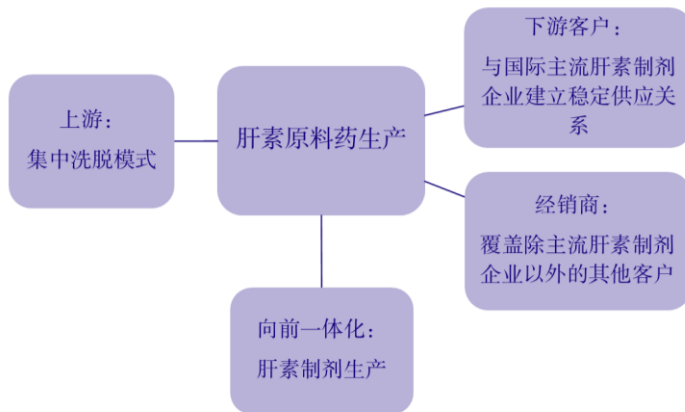 上游：
集中洗脱模式
肝素原料药生产
下游客户：
与国际主流肝素制剂
企业建立稳定供应关
系
经销商：
覆盖除主流肝素制剂
企业以外的其他客户
向前一体化：
肝素制剂生产